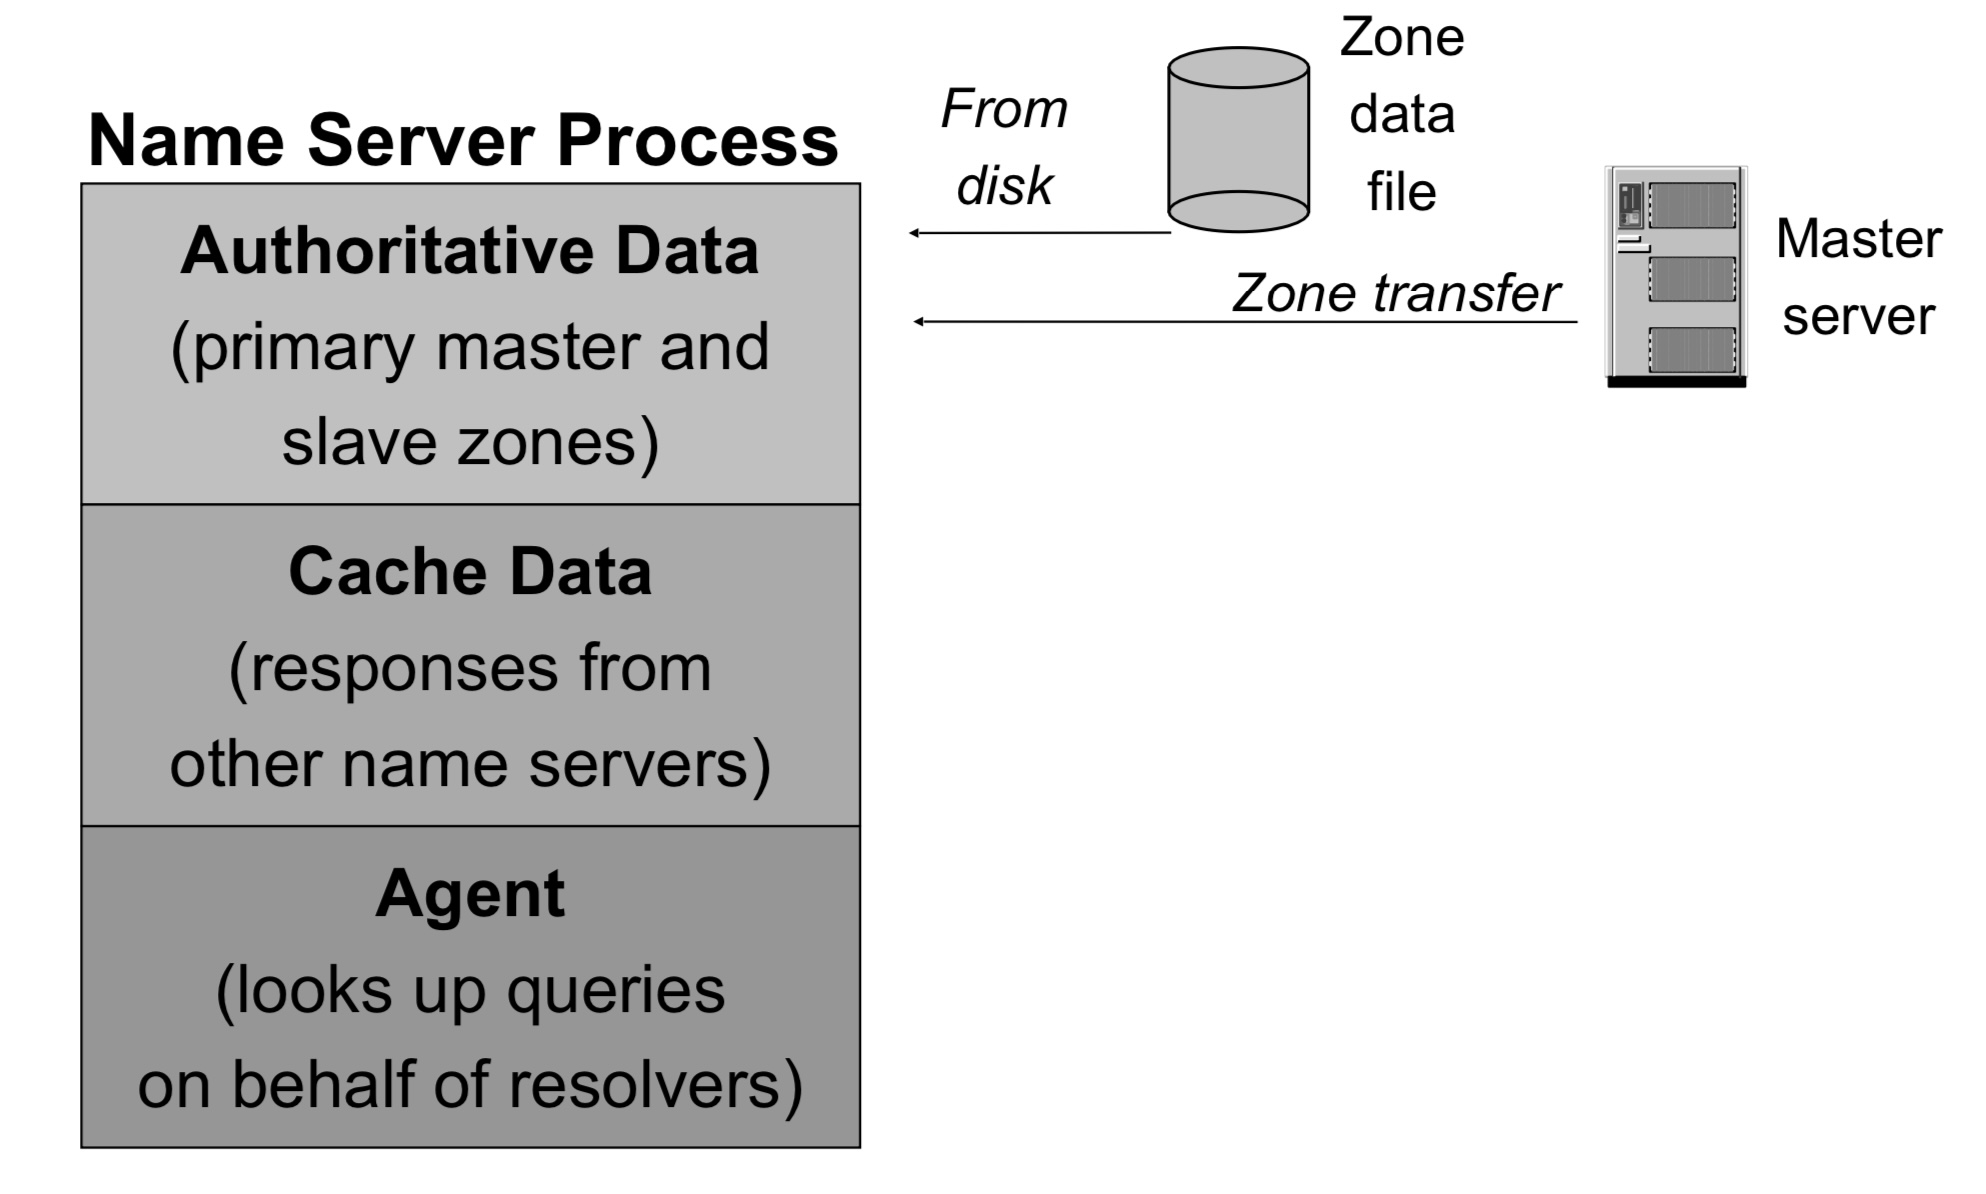 Name Server Process
Authoritative Data
(primary master and
slave zones)
Cache Data
(responses from
other name servers)
Agent
(looks up queries
on behalf of resolvers)
From
disk
Zone
data
file
Zone transfer
Master
server